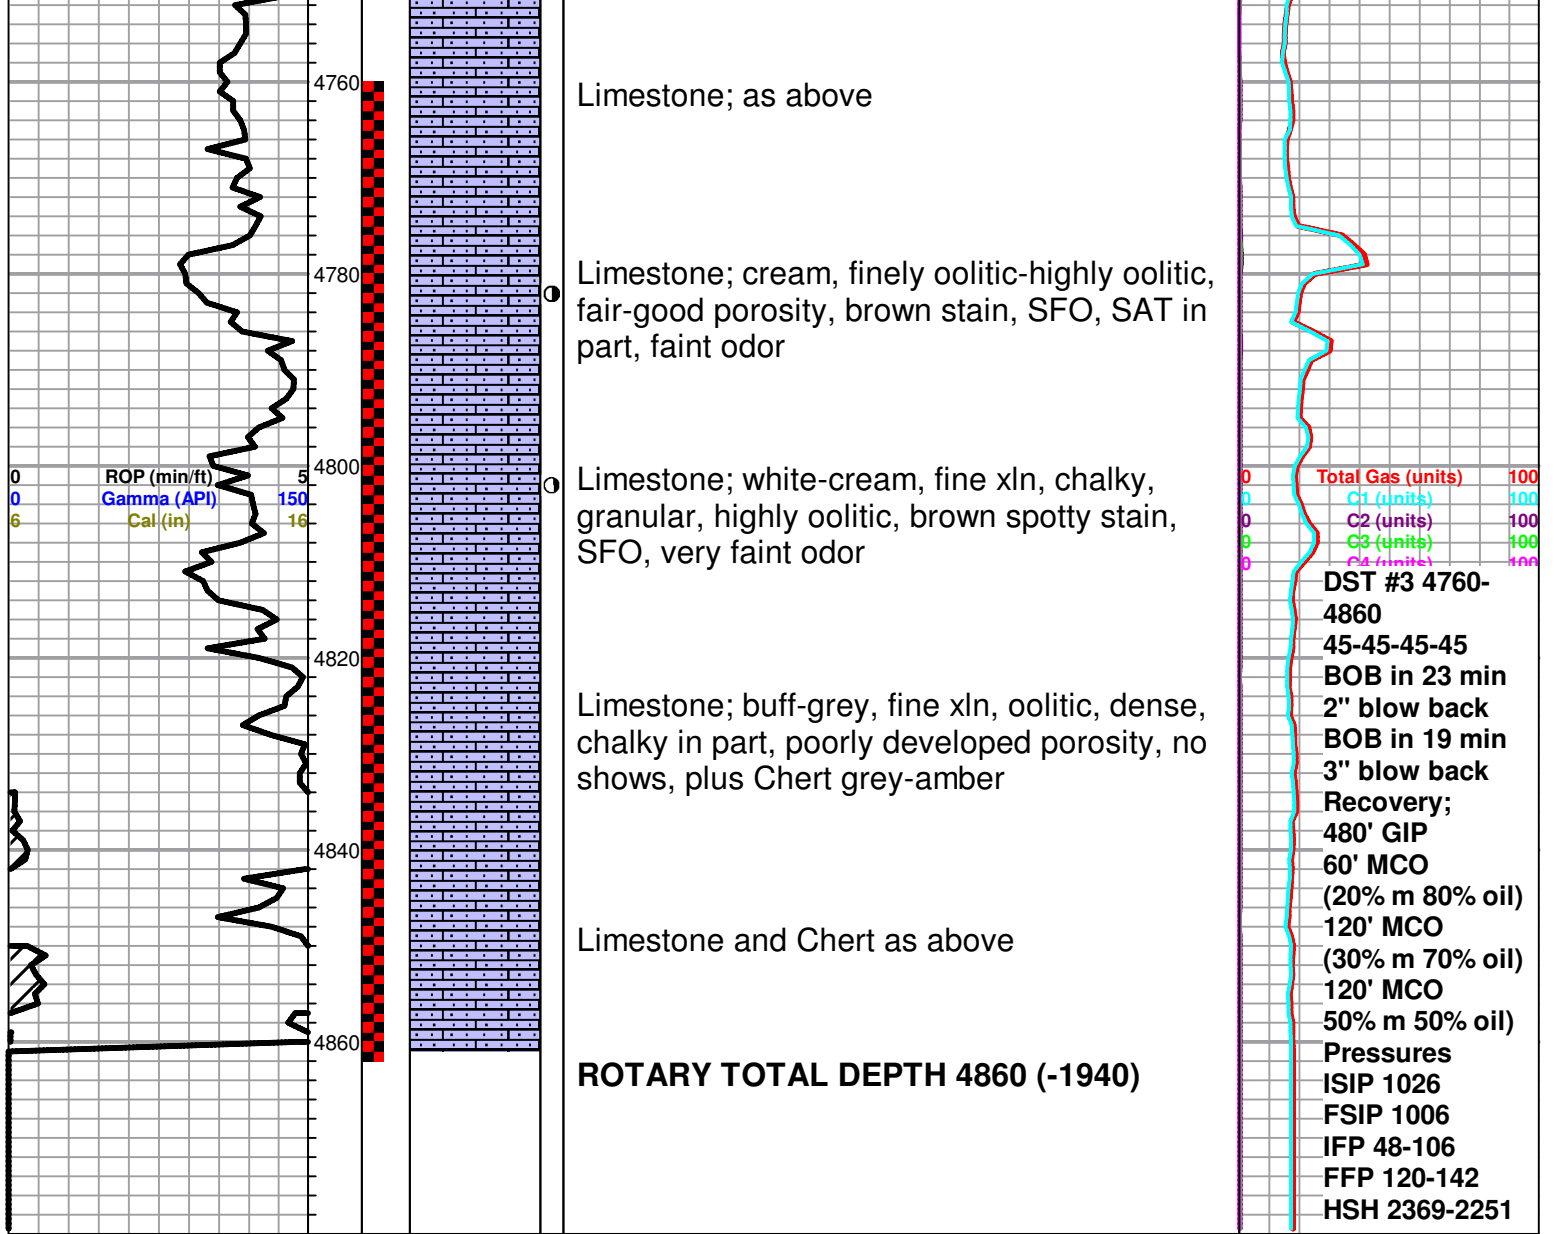 4760
Limestone; as above
4780
Limestone; cream, finely oolitic-highly oolitic,
fair-good porosity, brown stain, SFO, SAT in
part, faint odor
4800
0 ROP (min/ft) 5
0 Gamma (API) 150
6 Cal (in) 16
Limestone; white-cream, fine xln, chalky,
granular, highly oolitic, brown spotty stain,
SFO, very faint odor
0 Total Gas (units) 100
0 C1 (units) 100
0 C2 (units) 100
0 C3 (units) 100
0 C4 (units) 100
4820
Limestone; buff-grey, fine xln, oolitic, dense,
chalky in part, poorly developed porosity, no
shows, plus Chert grey-amber
4840
Limestone and Chert as above
4860
ROTARY TOTAL DEPTH 4860 (-1940)
DST #3 4760-
4860
45-45-45-45
BOB in 23 min
2" blow back
BOB in 19 min
3" blow back
Recovery;
480' GIP
60' MCO
(20% m 80% oil)
120' MCO
(30% m 70% oil)
120' MCO
50% m 50% oil)
Pressures
ISIP 1026
FSIP 1006
IFP 48-106
FFP 120-142
HSH 2369-2251